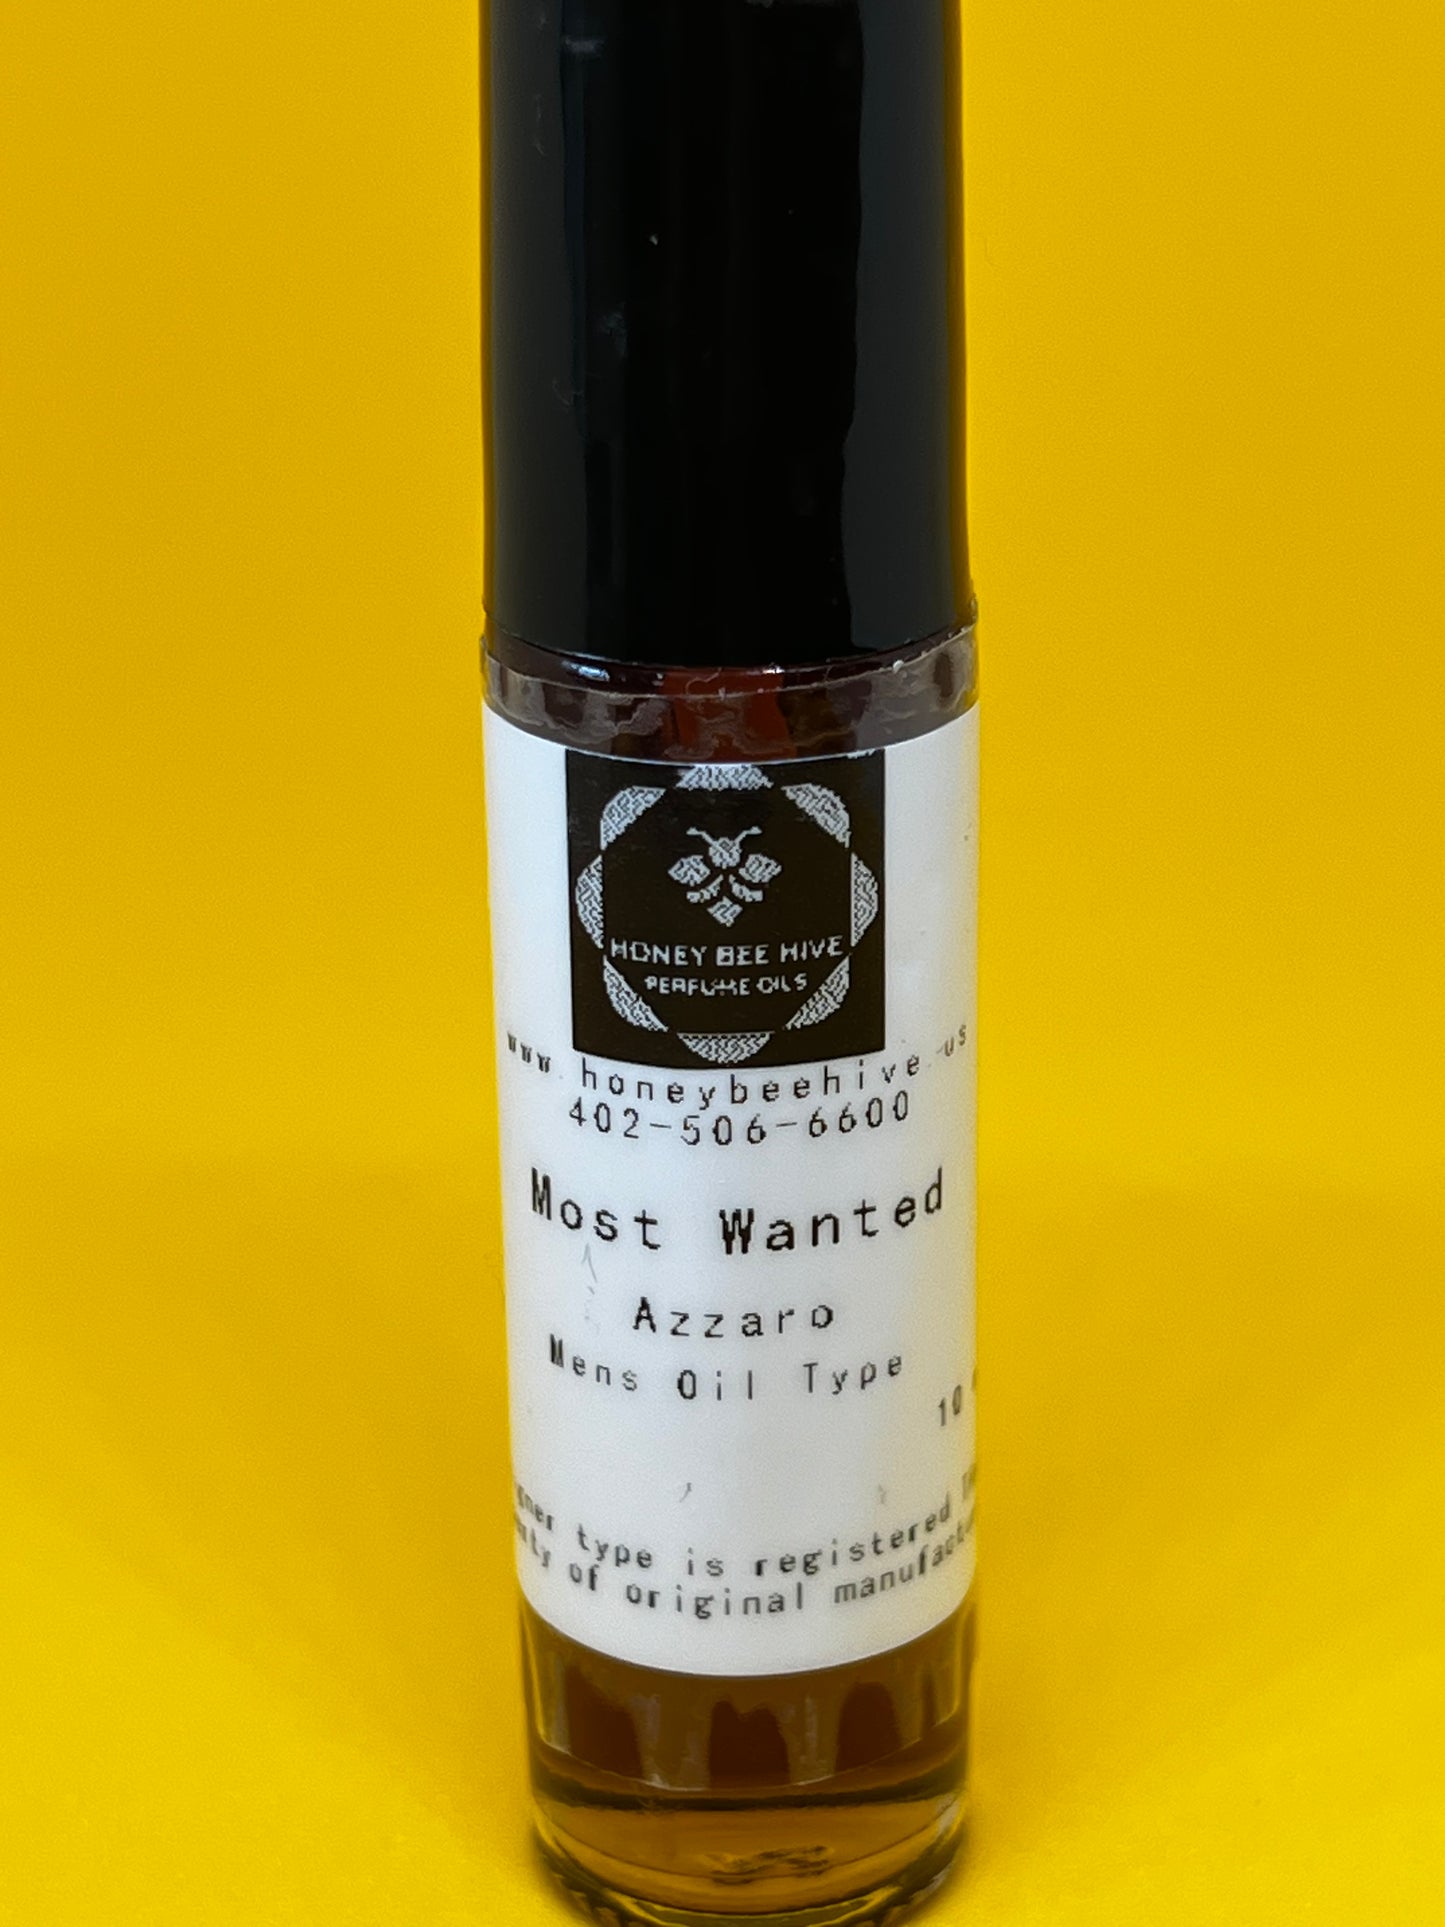 HONEY BEE HIVE
PERFUME OILS
www.honeybeehive.us
402-506-6600
Most Wanted
Azzaro
Mens Oil Type
10
type is registered
of original